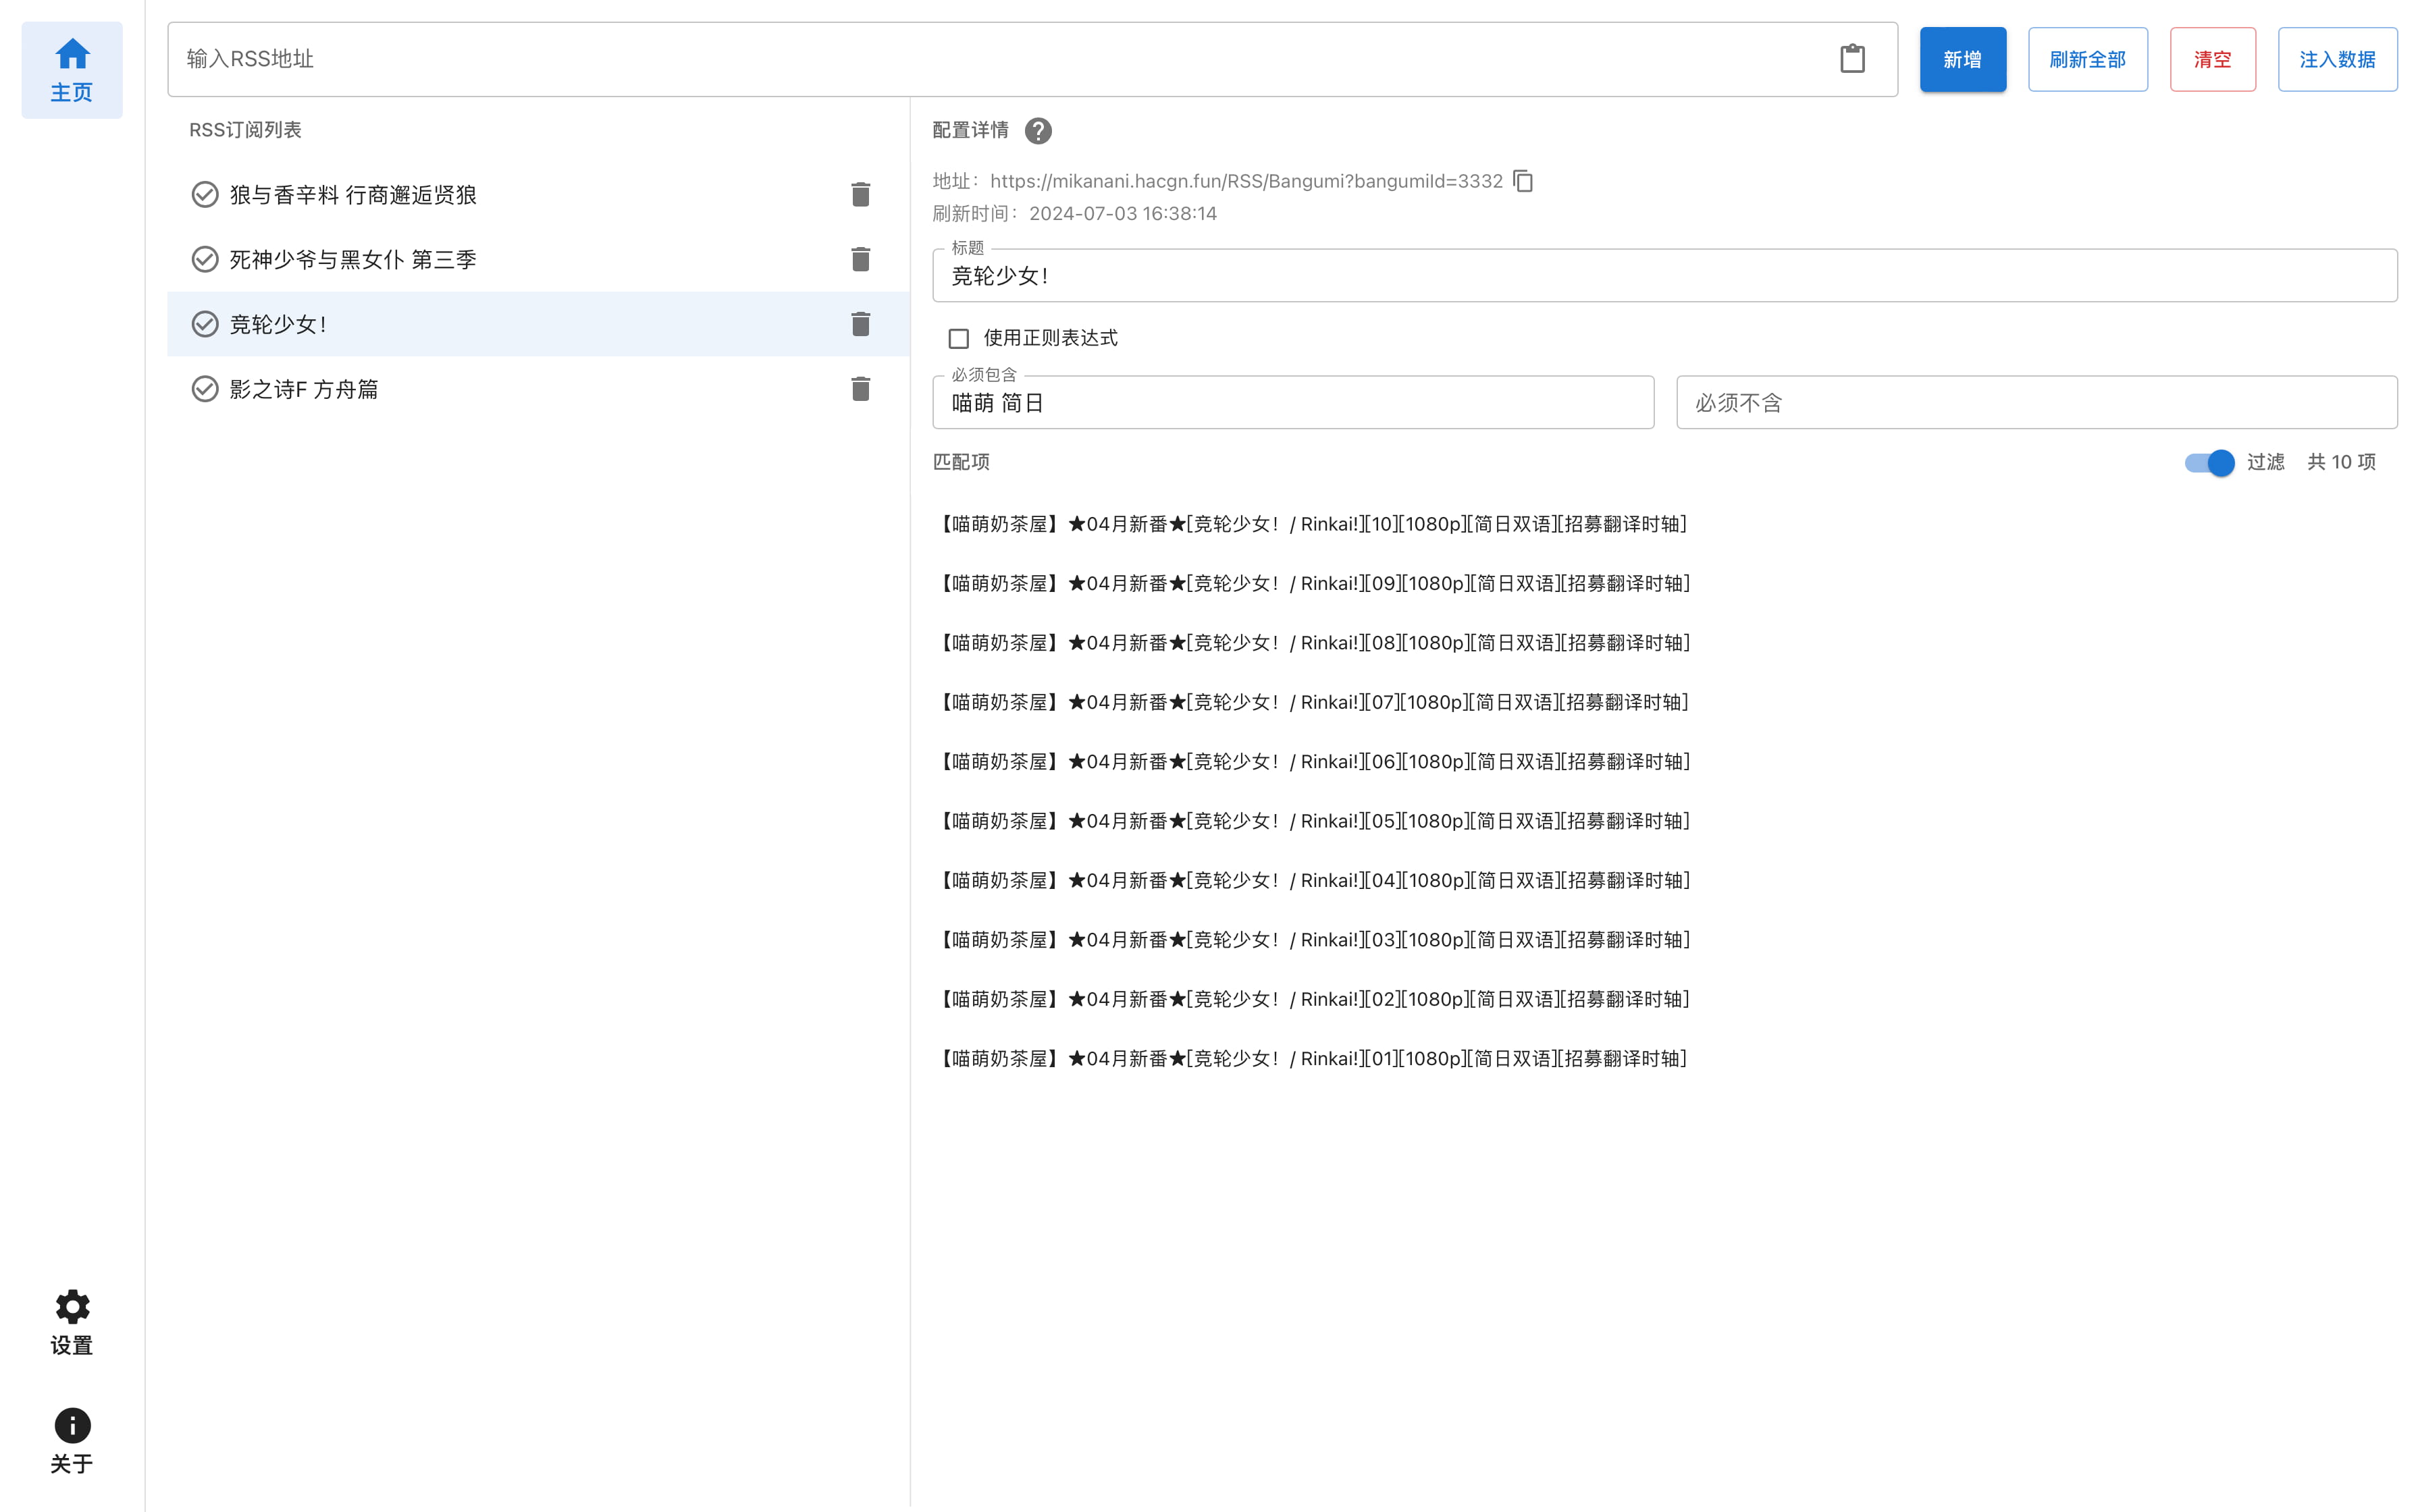 主页
输入RSS地址
新增
刷新全部
清空
注入数据
RSS订阅列表
狼与香辛料 行商邂逅贤狼
死神少爷与黑女仆 第三季
竞轮少女！
影之诗F 方舟篇
设置
关于
配置详情
地址：https://mikanani.hacgn.fun/RSS/Bangumi?bangumiId=3332
刷新时间：2024-07-03 16:38:14
标题
竞轮少女！
使用正则表达式
必须包含
喵萌 简日
必须不含
匹配项
过滤 共 10 项
【喵萌奶茶屋】★04月新番★[竞轮少女！/ Rinkai!][10][1080p][简日双语][招募翻译时轴]
【喵萌奶茶屋】★04月新番★[竞轮少女！/ Rinkai!][09][1080p][简日双语][招募翻译时轴]
【喵萌奶茶屋】★04月新番★[竞轮少女！/ Rinkai!][08][1080p][简日双语][招募翻译时轴]
【喵萌奶茶屋】★04月新番★[竞轮少女！/ Rinkai!][07][1080p][简日双语][招募翻译时轴]
【喵萌奶茶屋】★04月新番★[竞轮少女！/ Rinkai!][06][1080p][简日双语][招募翻译时轴]
【喵萌奶茶屋】★04月新番★[竞轮少女！/ Rinkai!][05][1080p][简日双语][招募翻译时轴]
【喵萌奶茶屋】★04月新番★[竞轮少女！/ Rinkai!][04][1080p][简日双语][招募翻译时轴]
【喵萌奶茶屋】★04月新番★[竞轮少女！/ Rinkai!][03][1080p][简日双语][招募翻译时轴]
【喵萌奶茶屋】★04月新番★[竞轮少女！/ Rinkai!][02][1080p][简日双语][招募翻译时轴]
【喵萌奶茶屋】★04月新番★[竞轮少女！/ Rinkai!][01][1080p][简日双语][招募翻译时轴]